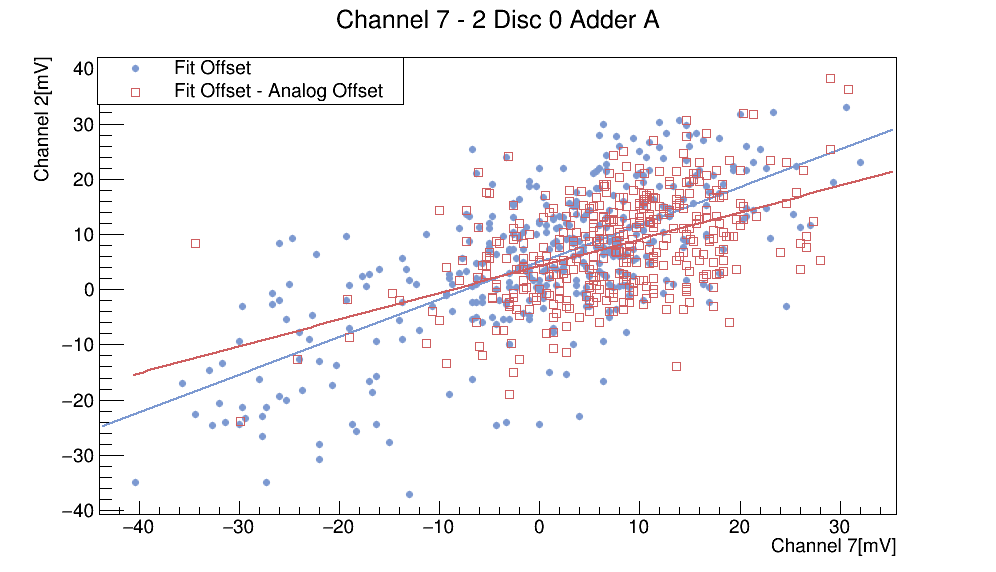 Channel 7 - 2 Disc 0 Adder A
Channel 2[mV]
Fit Offset
Fit Offset - Analog Offset
40
30
20
10
0
−10
−20
−30
−40
−40 −30 −20 −10 0 10 20 30
Channel 7[mV]